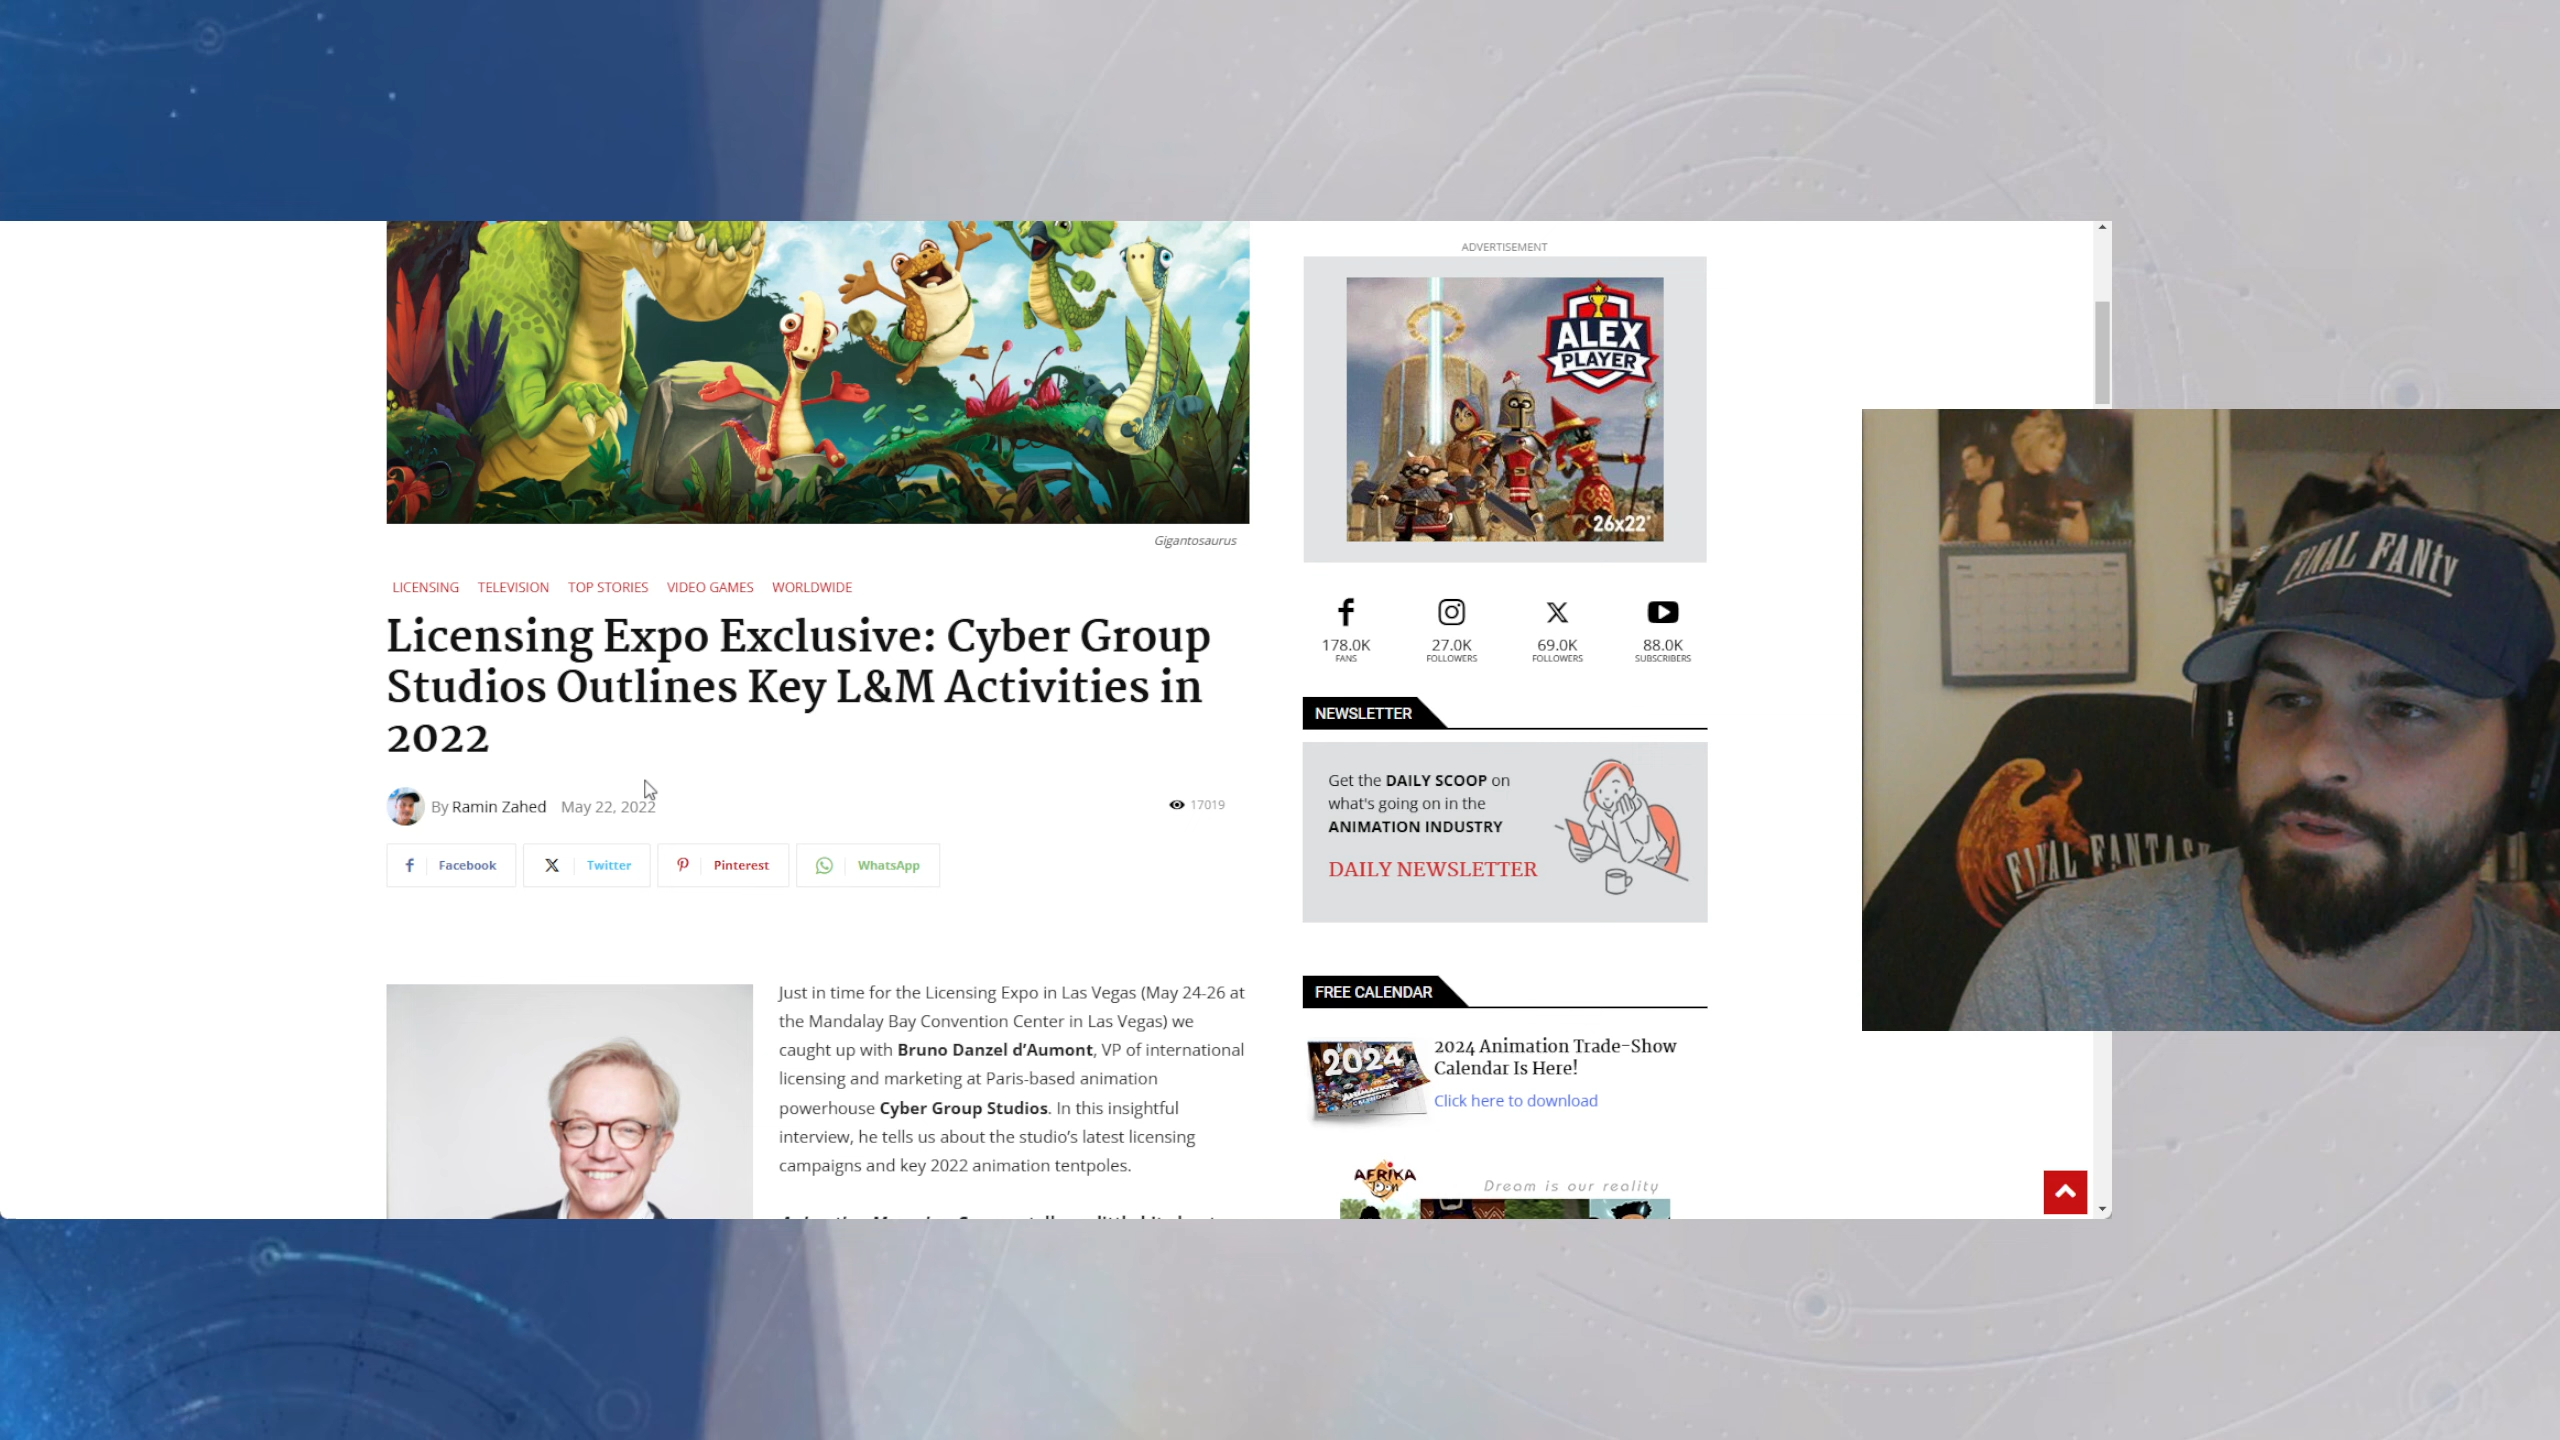 ADVERTISEMENT
ALEX
PLAYER
26x22'
Gigantosaurus
LICENSING TELEVISION TOP STORIES VIDEO GAMES WORLDWIDE
Licensing Expo Exclusive: Cyber Group
Studios Outlines Key L&M Activities in
2022
By Ramin Zahed May 22, 2022
17019
Facebook Twitter Pinterest WhatsApp
Just in time for the Licensing Expo in Las Vegas (May 24-26 at
the Mandalay Bay Convention Center in Las Vegas) we
caught up with Bruno Danzel d’Aumont, VP of international
licensing and marketing at Paris-based animation
powerhouse Cyber Group Studios. In this insightful
interview, he tells us about the studio’s latest licensing
campaigns and key 2022 animation tentpoles.
178.0K 27.0K 69.0K 88.0K
FANS FOLLOWERS FOLLOWERS SUBSCRIBERS
NEWSLETTER
Get the DAILY SCOOP on
what's going on in the
ANIMATION INDUSTRY
DAILY NEWSLETTER
FREE CALENDAR
2024
CALENDAR
2024 Animation Trade-Show
Calendar Is Here!
Click here to download
AFRIKA
Toon
Dream is our reality
FINAL FANtv
FINAL FANTASY